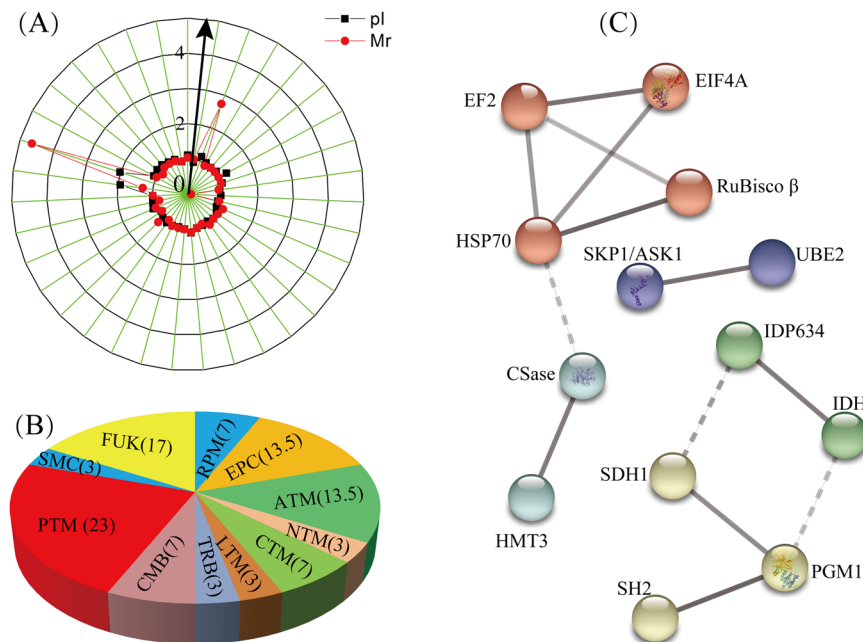 (A)
pI
Mr
4
2
0
(B)
FUK(17)
RPM(7)
EPC(13.5)
SMC(3)
ATM(13.5)
PTM (23)
NTM(3)
CTM(7)
LTM(3)
TRB(3)
CMB(7)
(C)
EIF4A
EF2
RuBisco β
HSP70
SKP1/ASK1
UBE2
IDP634
CSase
IDH
SDH1
HMT3
PGM1
SH2